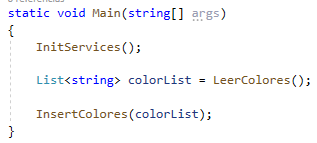 static void Main(string[] args)
{
InitServices();
List<string> colorList = LeerColores();
InsertColores(colorList);
}